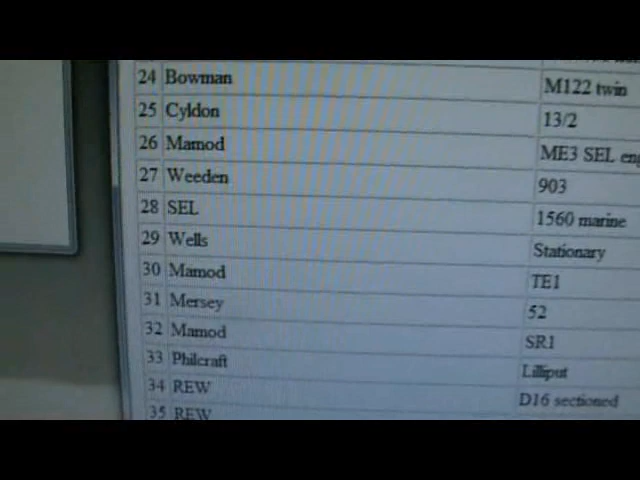 24 Bowman M122 twin
25 Cyldon 13/2
26 Mamod ME3 SEL eng
27 Weeden 903
28 SEL 1560 marine
29 Wells Stationary
30 Mamod TE1
31 Mersey 52
32 Mamod SR1
33 Philcraft Lilliput
34 REW D16 sectioned
35 REW